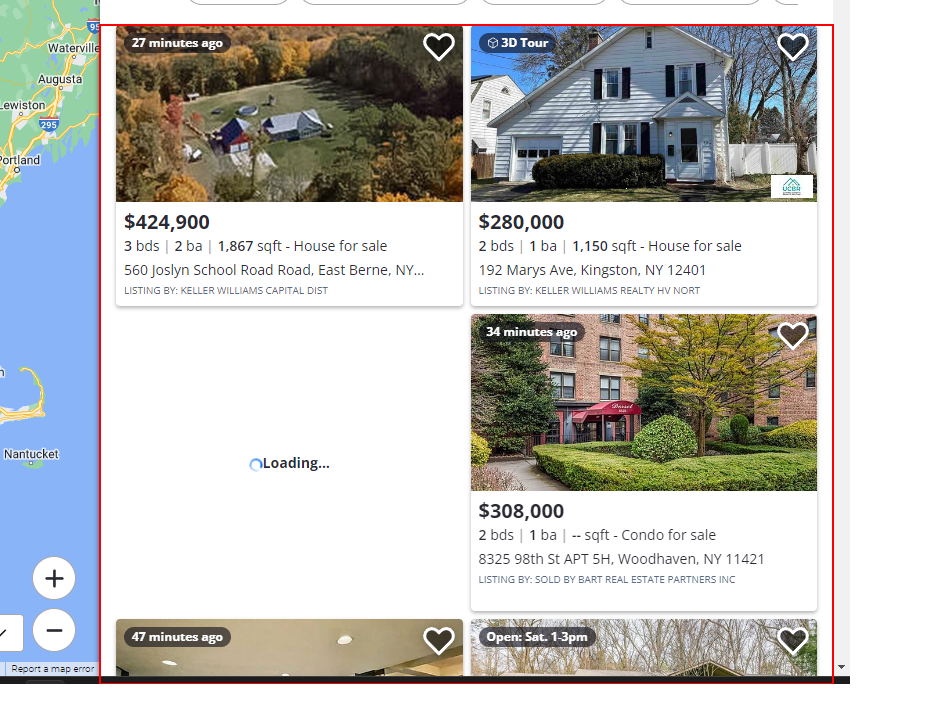 95
Waterville
Augusta
Lewiston
295
Portland
Nantucket
Report a map error
27 minutes ago
$424,900
3 bds | 2 ba | 1,867 sqft - House for sale
560 Joslyn School Road Road, East Berne, NY...
LISTING BY: KELLER WILLIAMS CAPITAL DIST
3D Tour
UCBR
$280,000
2 bds | 1 ba | 1,150 sqft - House for sale
192 Marys Ave, Kingston, NY 12401
LISTING BY: KELLER WILLIAMS REALTY HV NORT
Loading...
34 minutes ago
Dorset
$308,000
2 bds | 1 ba | -- sqft - Condo for sale
8325 98th St APT 5H, Woodhaven, NY 11421
LISTING BY: SOLD BY BART REAL ESTATE PARTNERS INC
47 minutes ago
Open: Sat. 1-3pm